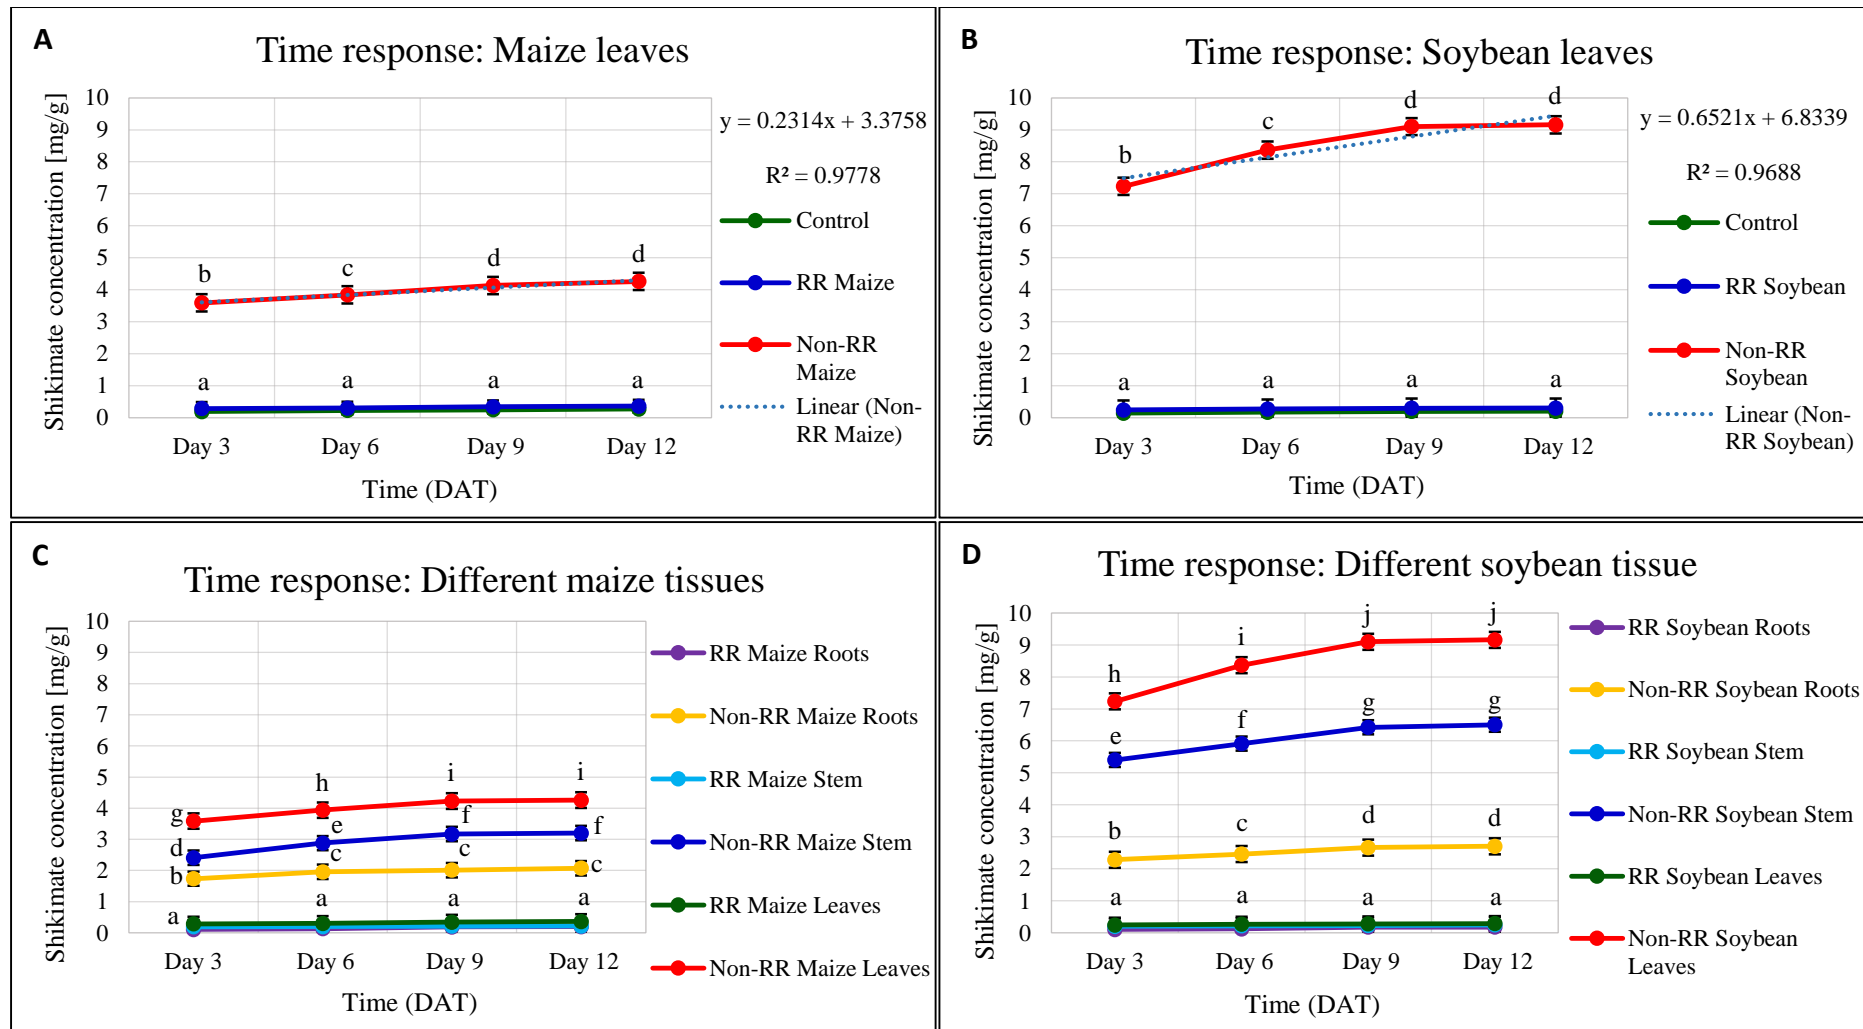 A
Time response: Maize leaves
Shikimate concentration [mg/g]
10
9
8
7
6
5
4
3
2
1
0
b
c
d
d
a
a
a
a
Day 3
Day 6
Day 9
Day 12
Time (DAT)
y = 0.2314x + 3.3758
R² = 0.9778
Control
RR Maize
Non-RR
Maize
Linear (Non-
RR Maize)
B
Time response: Soybean leaves
Shikimate concentration [mg/g]
10
9
8
7
6
5
4
3
2
1
0
b
c
d
d
a
a
a
a
Day 3
Day 6
Day 9
Day 12
Time (DAT)
y = 0.6521x + 6.8339
R² = 0.9688
Control
RR Soybean
Non-RR
Soybean
Linear (Non-
RR Soybean)
C
Time response: Different maize tissues
Shikimate concentration [mg/g]
10
9
8
7
6
5
4
3
2
1
0
g
h
i
i
d
e
f
f
b
c
c
c
a
a
a
a
Day 3
Day 6
Day 9
Day 12
Time (DAT)
RR Maize Roots
Non-RR Maize Roots
RR Maize Stem
Non-RR Maize Stem
RR Maize Leaves
Non-RR Maize Leaves
D
Time response: Different soybean tissue
Shikimate concentration [mg/g]
10
9
8
7
6
5
4
3
2
1
0
h
i
j
j
e
f
g
g
b
c
d
d
a
a
a
a
Day 3
Day 6
Day 9
Day 12
Time (DAT)
RR Soybean Roots
Non-RR Soybean Roots
RR Soybean Stem
Non-RR Soybean Stem
RR Soybean Leaves
Non-RR Soybean
Leaves